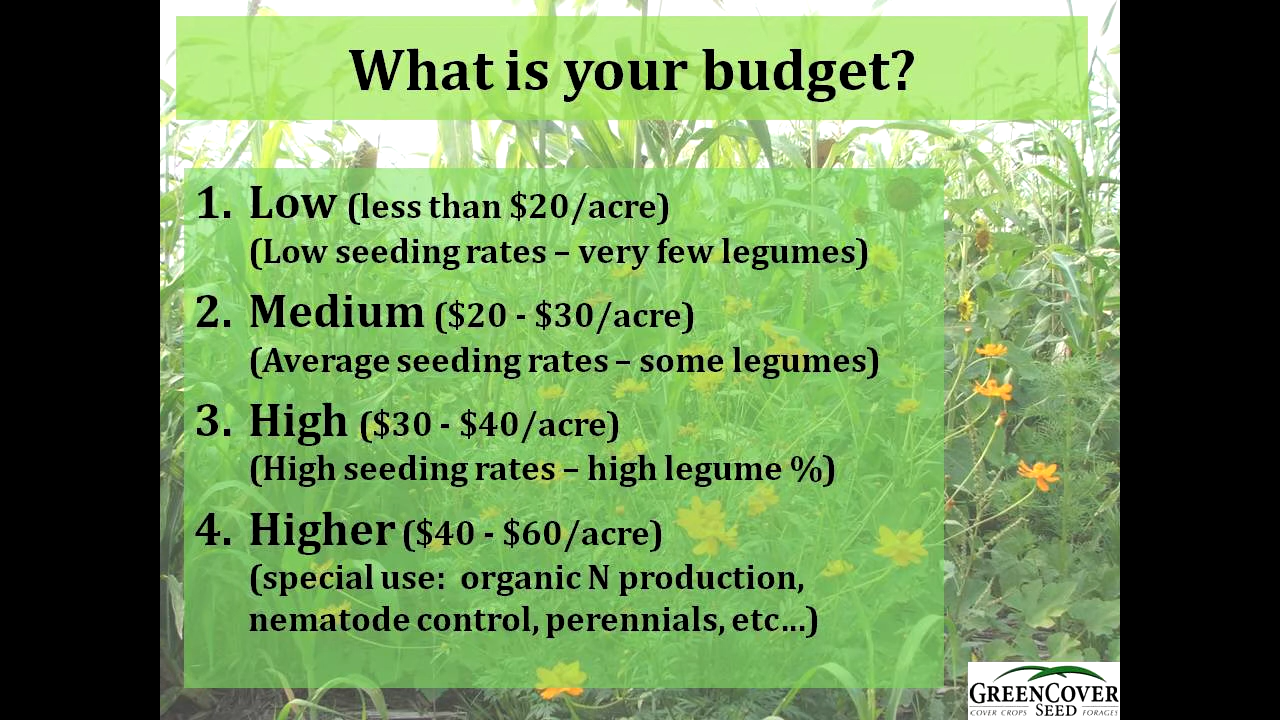 What is your budget?
1. Low (less than $20/acre)
(Low seeding rates – very few legumes)
2. Medium ($20 - $30/acre)
(Average seeding rates – some legumes)
3. High ($30 - $40/acre)
(High seeding rates – high legume %)
4. Higher ($40 - $60/acre)
(special use:  organic N production,
nematode control, perennials, etc...)
GREENCOVER
COVER CROPS SEED FORAGES